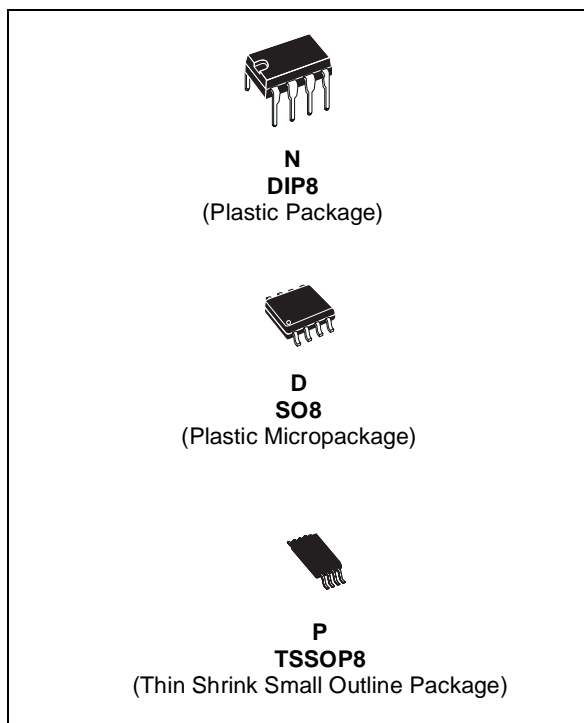 N
DIP8
(Plastic Package)
D
SO8
(Plastic Micropackage)
P
TSSOP8
(Thin Shrink Small Outline Package)